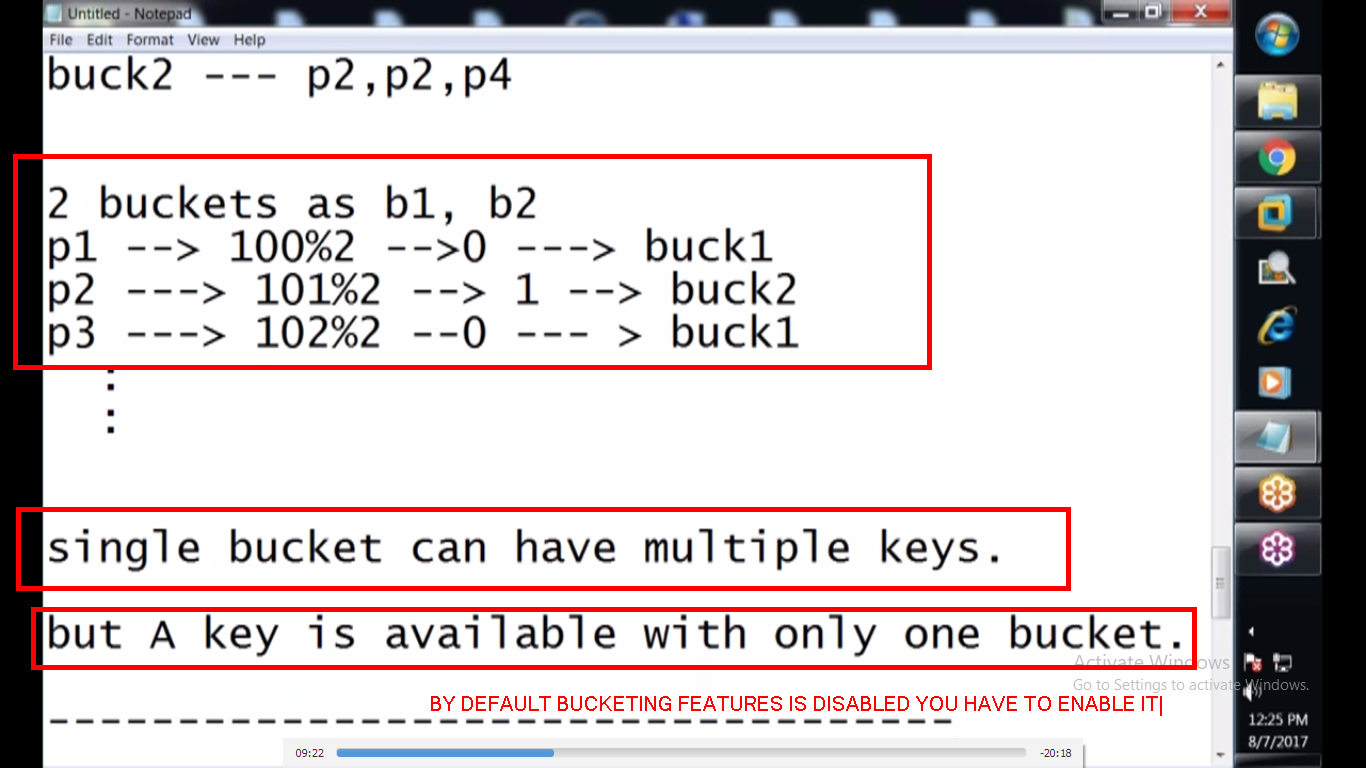 Untitled - Notepad
File Edit Format View Help
buck2 --- p2,p2,p4
2 buckets as b1, b2
p1 --> 100%2 -->0 ---> buck1
p2 ---> 101%2 --> 1 --> buck2
p3 ---> 102%2 --0 --- > buck1
:
:
single bucket can have multiple keys.
but A key is available with only one bucket.
Activate Windows
Go to Settings to activate Windows.
BY DEFAULT BUCKETING FEATURES IS DISABLED YOU HAVE TO ENABLE IT
-----------------------------------
12:25 PM
8/7/2017
09:22 -20:18